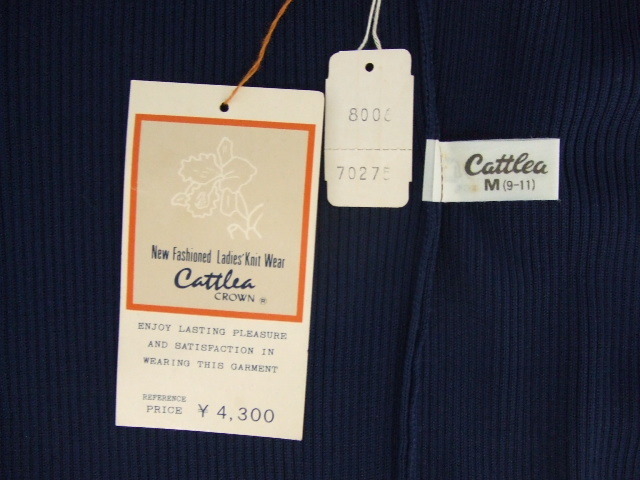 New Fashioned Ladies' Knit Wear
Cattlea
CROWN ®
ENJOY LASTING PLEASURE
AND SATISFACTION IN
WEARING THIS GARMENT
REFERENCE
PRICE ¥ 4,300
70275
Cattlea
M (9-11)